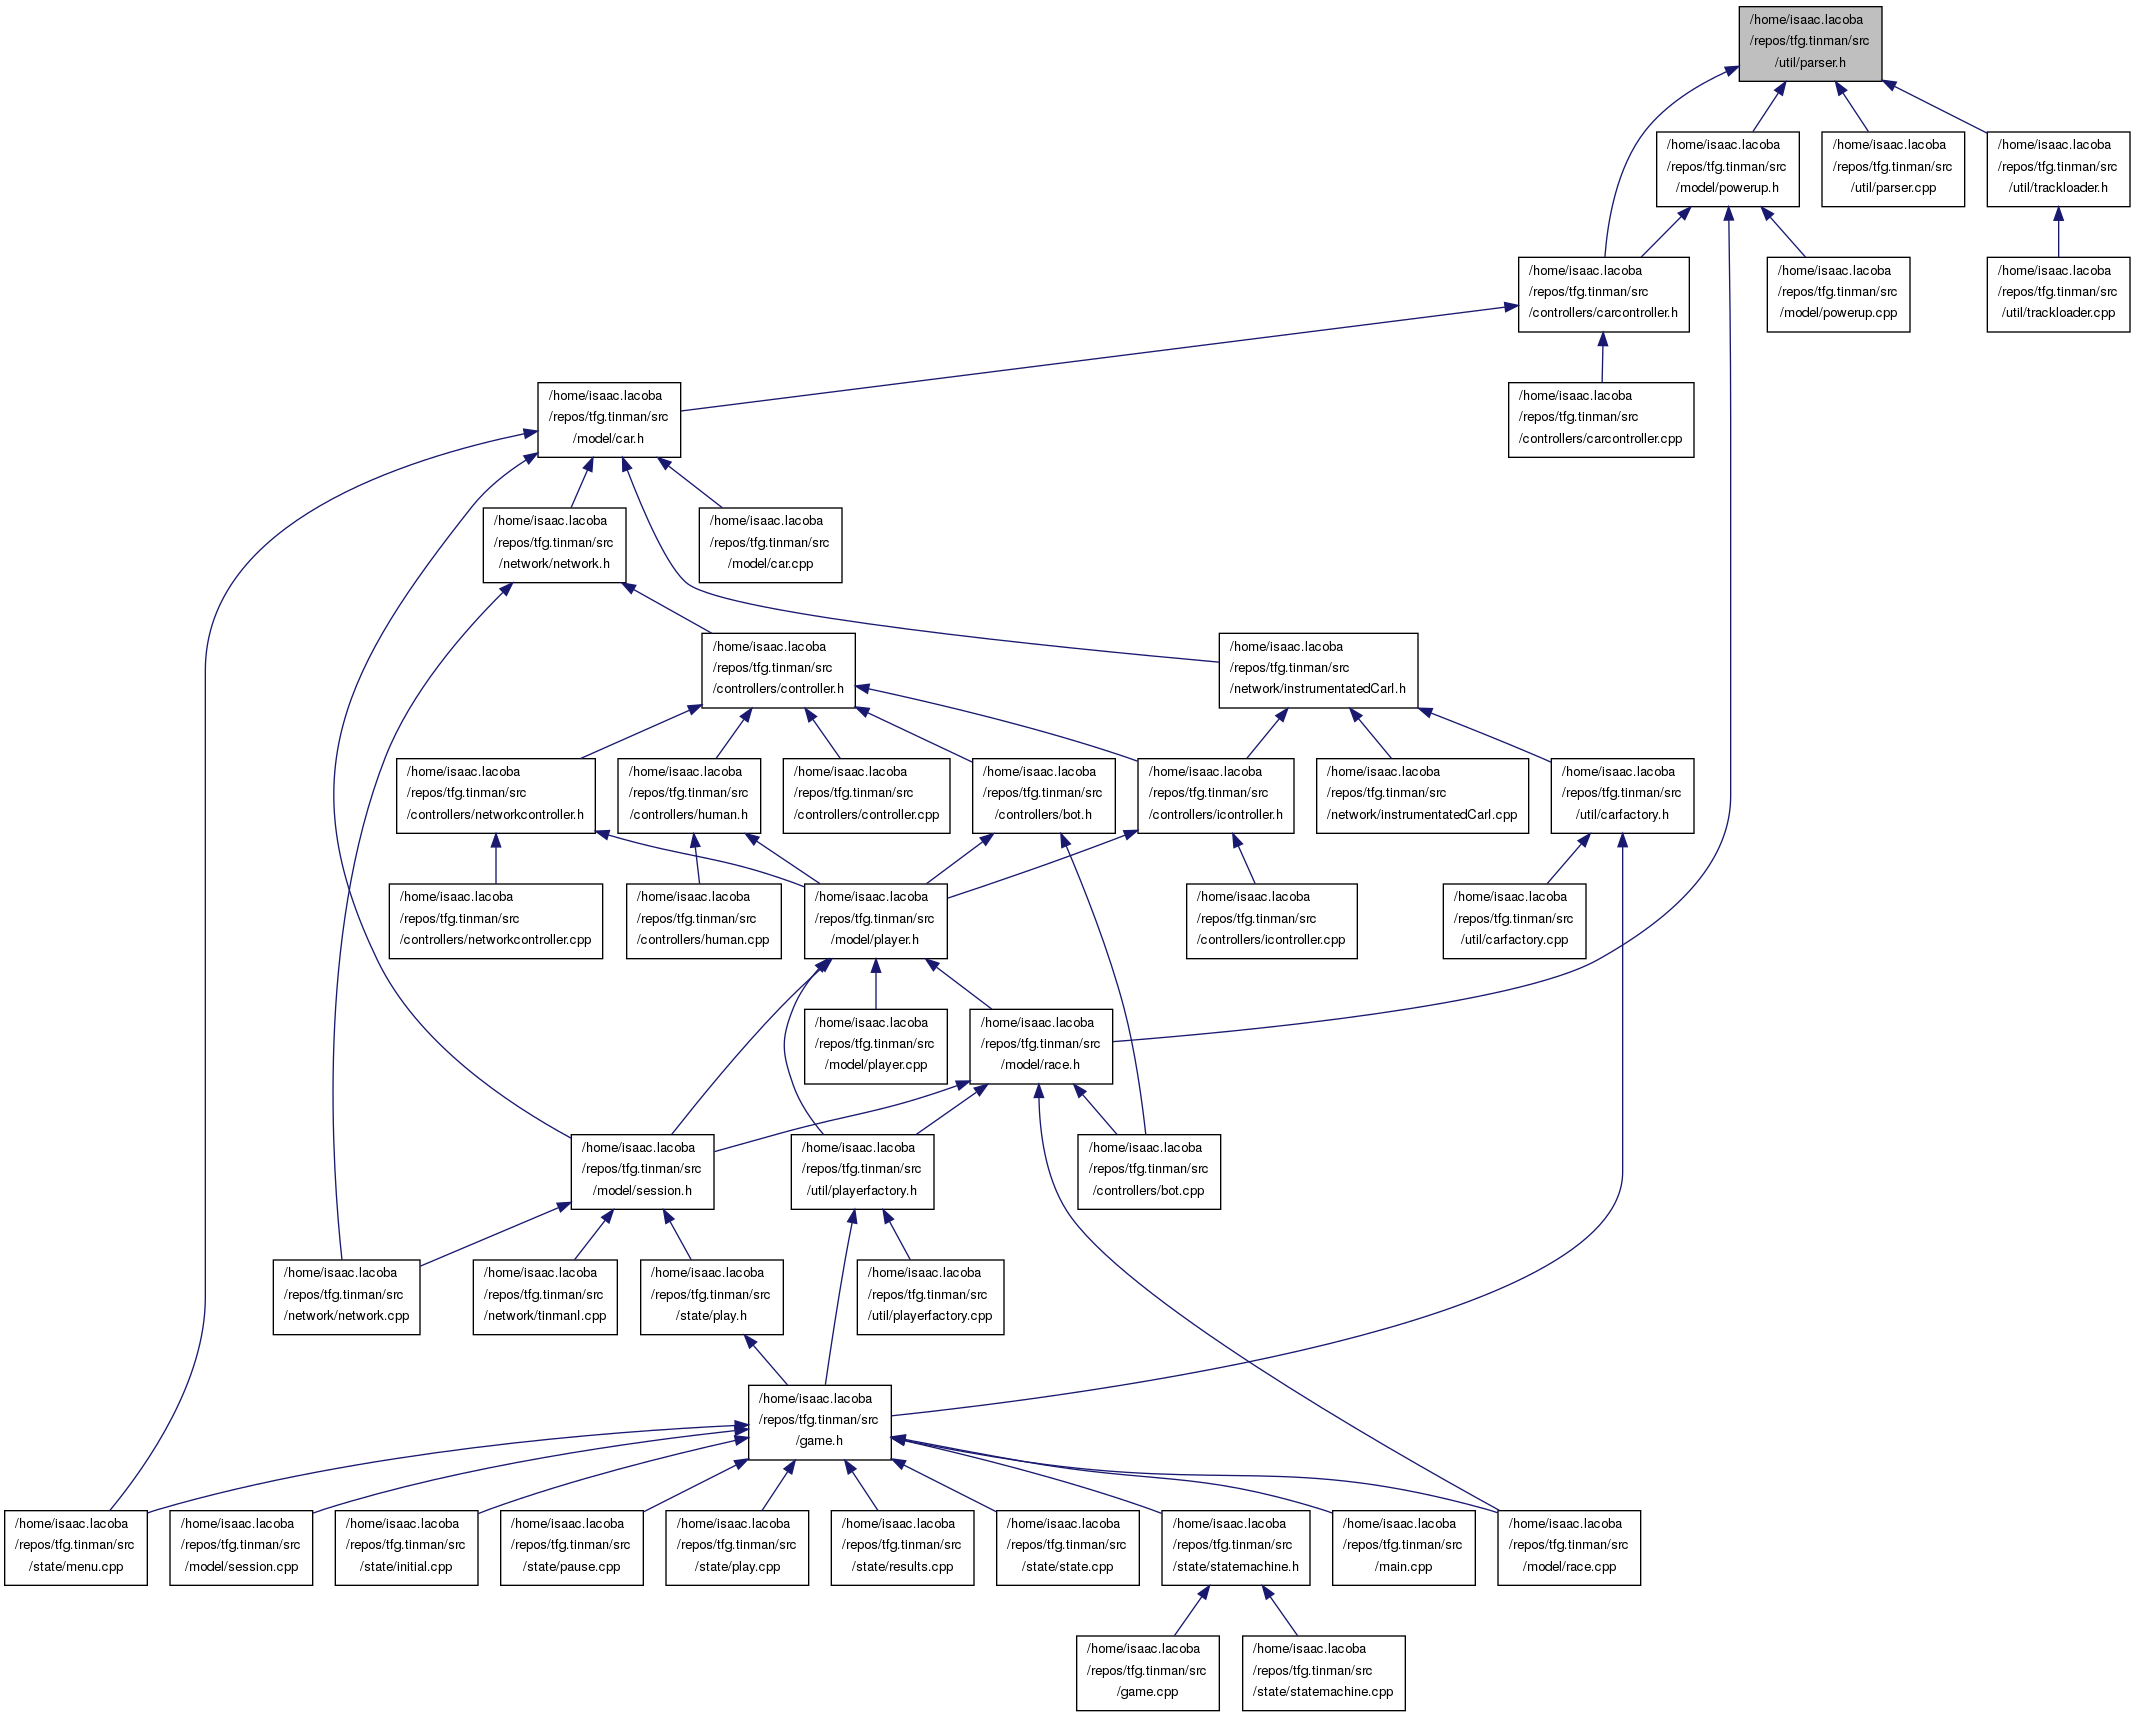 /home/isaac.lacoba
/repos/tfg.tinman/src
/util/parser.h
/home/isaac.lacoba
/repos/tfg.tinman/src
/model/powerup.h
/home/isaac.lacoba
/repos/tfg.tinman/src
/util/parser.cpp
/home/isaac.lacoba
/repos/tfg.tinman/src
/util/trackloader.h
/home/isaac.lacoba
/repos/tfg.tinman/src
/controllers/carcontroller.h
/home/isaac.lacoba
/repos/tfg.tinman/src
/model/powerup.cpp
/home/isaac.lacoba
/repos/tfg.tinman/src
/util/trackloader.cpp
/home/isaac.lacoba
/repos/tfg.tinman/src
/model/car.h
/home/isaac.lacoba
/repos/tfg.tinman/src
/controllers/carcontroller.cpp
/home/isaac.lacoba
/repos/tfg.tinman/src
/network/network.h
/home/isaac.lacoba
/repos/tfg.tinman/src
/model/car.cpp
/home/isaac.lacoba
/repos/tfg.tinman/src
/controllers/controller.h
/home/isaac.lacoba
/repos/tfg.tinman/src
/network/instrumentatedCarI.h
/home/isaac.lacoba
/repos/tfg.tinman/src
/controllers/networkcontroller.h
/home/isaac.lacoba
/repos/tfg.tinman/src
/controllers/human.h
/home/isaac.lacoba
/repos/tfg.tinman/src
/controllers/controller.cpp
/home/isaac.lacoba
/repos/tfg.tinman/src
/controllers/bot.h
/home/isaac.lacoba
/repos/tfg.tinman/src
/controllers/icontroller.h
/home/isaac.lacoba
/repos/tfg.tinman/src
/network/instrumentatedCarI.cpp
/home/isaac.lacoba
/repos/tfg.tinman/src
/util/carfactory.h
/home/isaac.lacoba
/repos/tfg.tinman/src
/controllers/networkcontroller.cpp
/home/isaac.lacoba
/repos/tfg.tinman/src
/controllers/human.cpp
/home/isaac.lacoba
/repos/tfg.tinman/src
/model/player.h
/home/isaac.lacoba
/repos/tfg.tinman/src
/controllers/icontroller.cpp
/home/isaac.lacoba
/repos/tfg.tinman/src
/util/carfactory.cpp
/home/isaac.lacoba
/repos/tfg.tinman/src
/model/player.cpp
/home/isaac.lacoba
/repos/tfg.tinman/src
/model/race.h
/home/isaac.lacoba
/repos/tfg.tinman/src
/model/session.h
/home/isaac.lacoba
/repos/tfg.tinman/src
/util/playerfactory.h
/home/isaac.lacoba
/repos/tfg.tinman/src
/controllers/bot.cpp
/home/isaac.lacoba
/repos/tfg.tinman/src
/network/network.cpp
/home/isaac.lacoba
/repos/tfg.tinman/src
/network/tinmanI.cpp
/home/isaac.lacoba
/repos/tfg.tinman/src
/state/play.h
/home/isaac.lacoba
/repos/tfg.tinman/src
/util/playerfactory.cpp
/home/isaac.lacoba
/repos/tfg.tinman/src
/game.h
/home/isaac.lacoba
/repos/tfg.tinman/src
/state/menu.cpp
/home/isaac.lacoba
/repos/tfg.tinman/src
/model/session.cpp
/home/isaac.lacoba
/repos/tfg.tinman/src
/state/initial.cpp
/home/isaac.lacoba
/repos/tfg.tinman/src
/state/pause.cpp
/home/isaac.lacoba
/repos/tfg.tinman/src
/state/play.cpp
/home/isaac.lacoba
/repos/tfg.tinman/src
/state/results.cpp
/home/isaac.lacoba
/repos/tfg.tinman/src
/state/state.cpp
/home/isaac.lacoba
/repos/tfg.tinman/src
/state/statemachine.h
/home/isaac.lacoba
/repos/tfg.tinman/src
/main.cpp
/home/isaac.lacoba
/repos/tfg.tinman/src
/model/race.cpp
/home/isaac.lacoba
/repos/tfg.tinman/src
/game.cpp
/home/isaac.lacoba
/repos/tfg.tinman/src
/state/statemachine.cpp